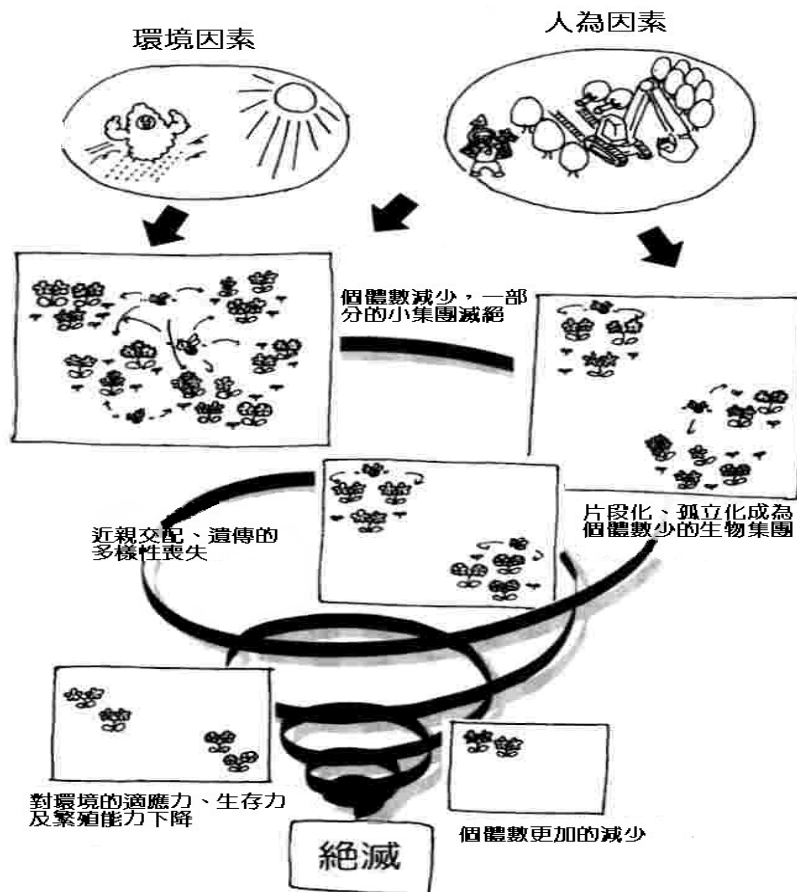 環境因素
人為因素
個體數減少，一部
分的小集團滅絕
近親交配、遺傳的
多樣性喪失
片段化、孤立化成為
個體數少的生物集團
對環境的適應力、生存力
及繁殖能力下降
個體數更加的減少
絕滅